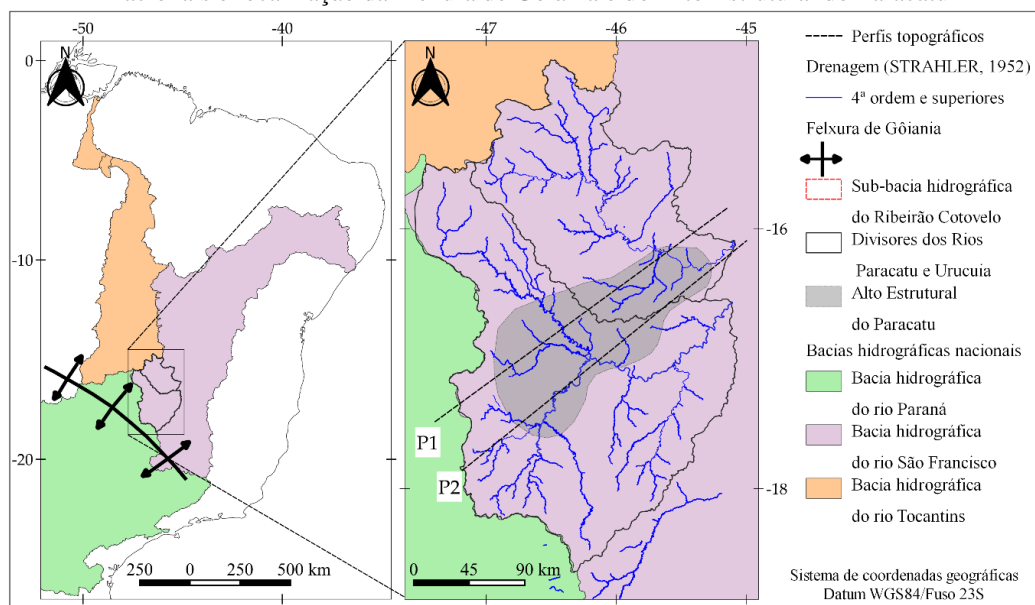 -50
-40
-47
-46
-45
0
-10
-20
-16
-18
N
N
P1
P2
250 0 250 500 km
0 45 90 km
Perfis topográficos
Drenagem (STRAHLER, 1952)
4ª ordem e superiores
Felxura de Gôiania
Sub-bacia hidrográfica
do Ribeirão Cotovelo
Divisores dos Rios
Paracatu e Urucuia
Alto Estrutural
do Paracatu
Bacias hidrográficas nacionais
Bacia hidrográfica
do rio Paraná
Bacia hidrográfica
do rio São Francisco
Bacia hidrográfica
do rio Tocantins
Sistema de coordenadas geográficas
Datum WGS84/Fuso 23S